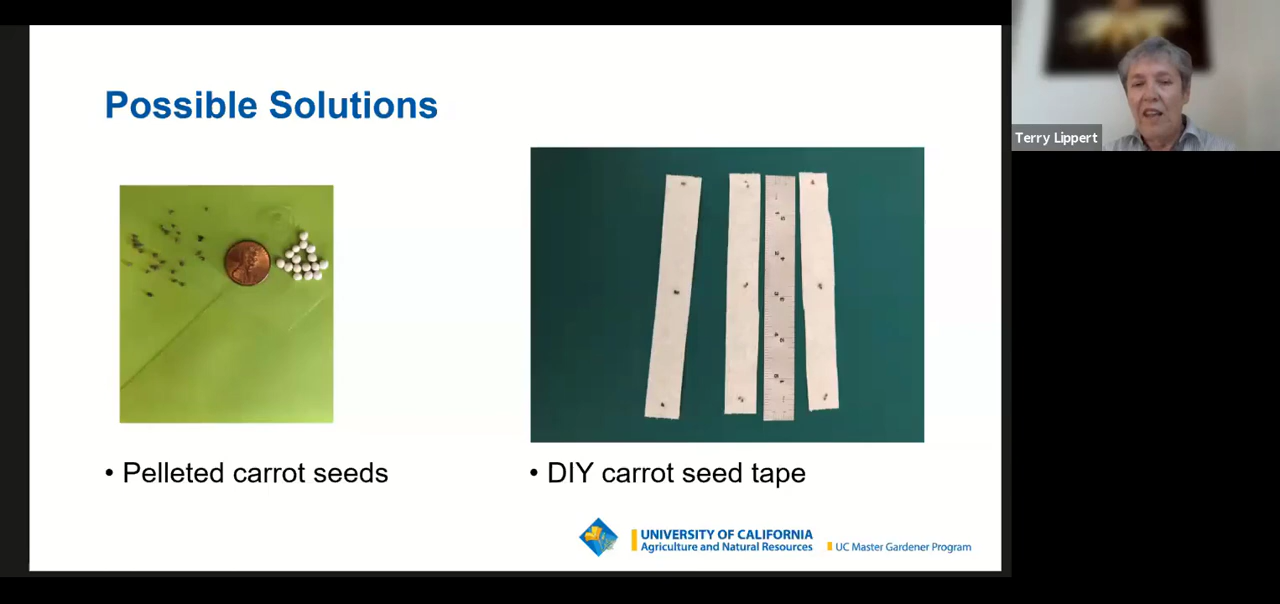 Possible Solutions
Terry Lippert
• Pelleted carrot seeds
• DIY carrot seed tape
UNIVERSITY OF CALIFORNIA
Agriculture and Natural Resources
UC Master Gardener Program